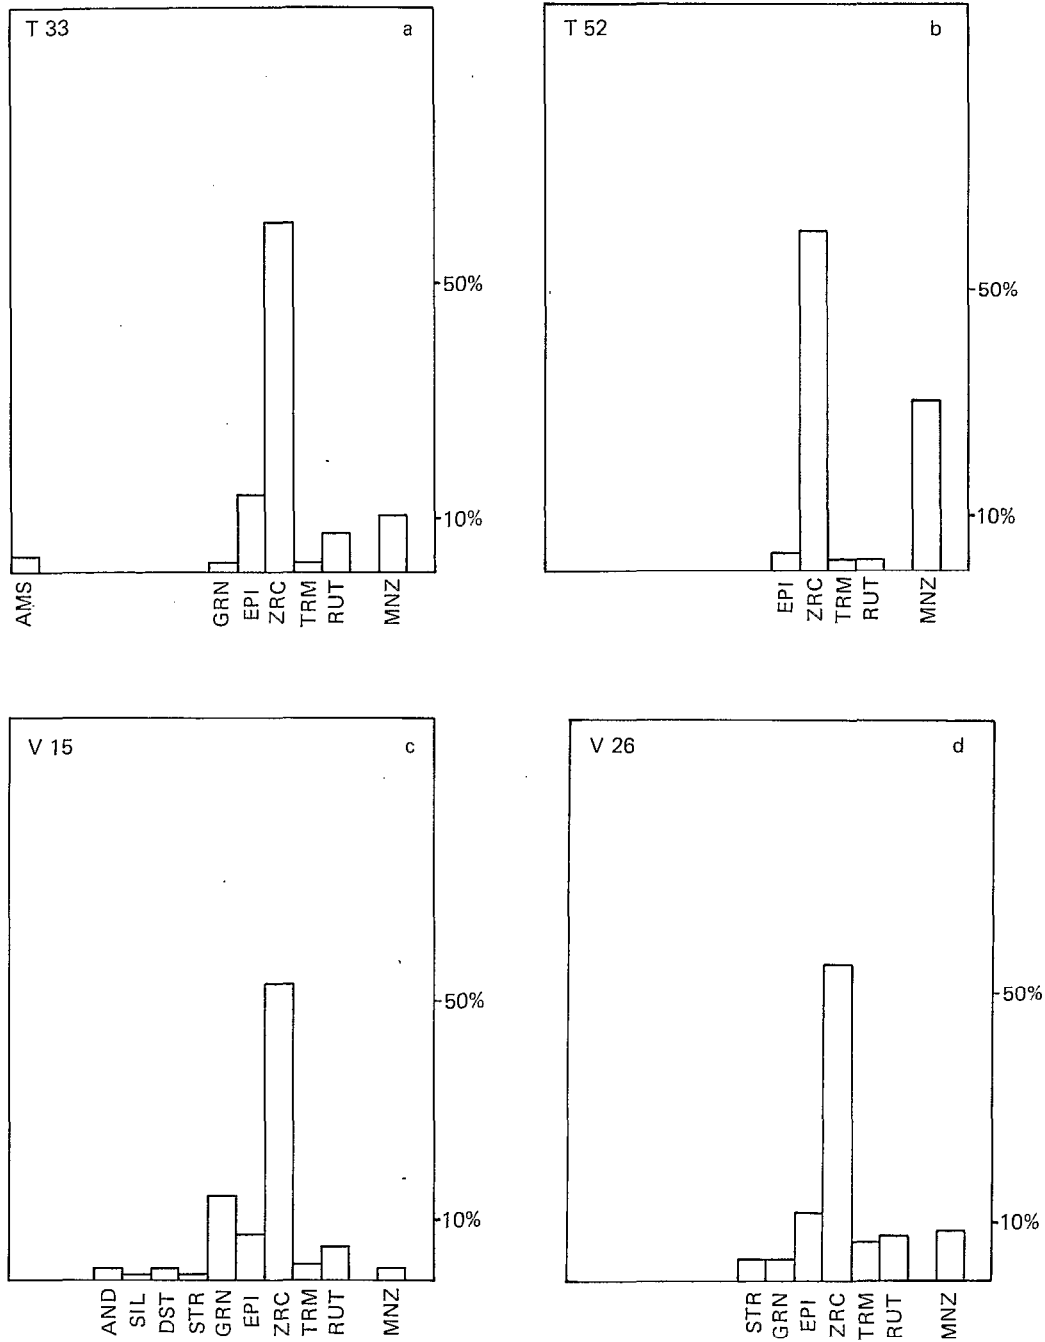 T 33 a
50%
10%
AMS GRN EPI ZRC TRM RUT MNZ
T 52 b
50%
10%
EPI ZRC TRM RUT MNZ
V 15 c
50%
10%
AND SIL DST STR GRN EPI ZRC TRM RUT MNZ
V 26 d
50%
10%
STR GRN EPI ZRC TRM RUT MNZ